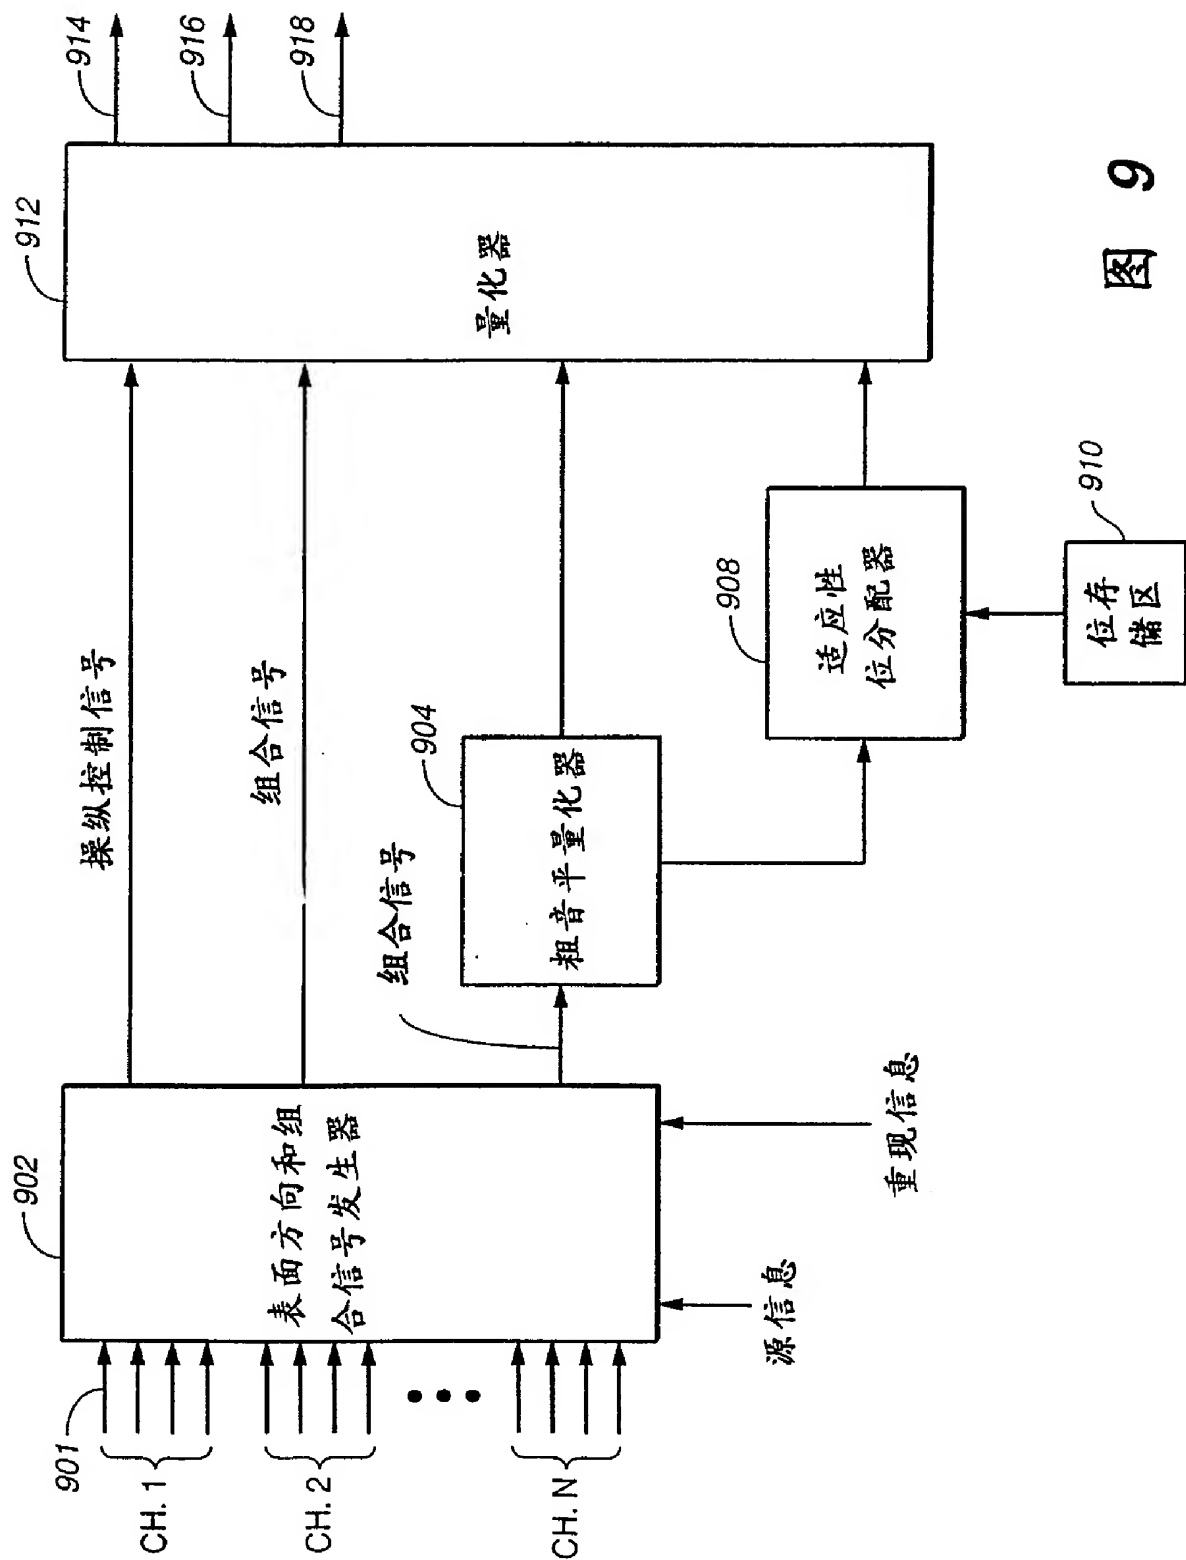 CH. 1
CH. 2
CH. N
901
902
表面方向和组
合信号发生器
源信息
重现信息
操纵控制信号
组合信号
组合信号
904
粗音平量化器
908
适应性
位分配器
910
位存
储区
912
量化器
914
916
918
图 9